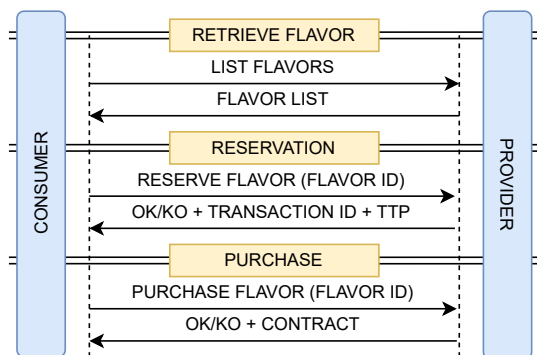 RETRIEVE FLAVOR
LIST FLAVORS
FLAVOR LIST
RESERVATION
RESERVE FLAVOR (FLAVOR ID)
OK/KO + TRANSACTION ID + TTP
PURCHASE
PURCHASE FLAVOR (FLAVOR ID)
OK/KO + CONTRACT
CONSUMER
PROVIDER